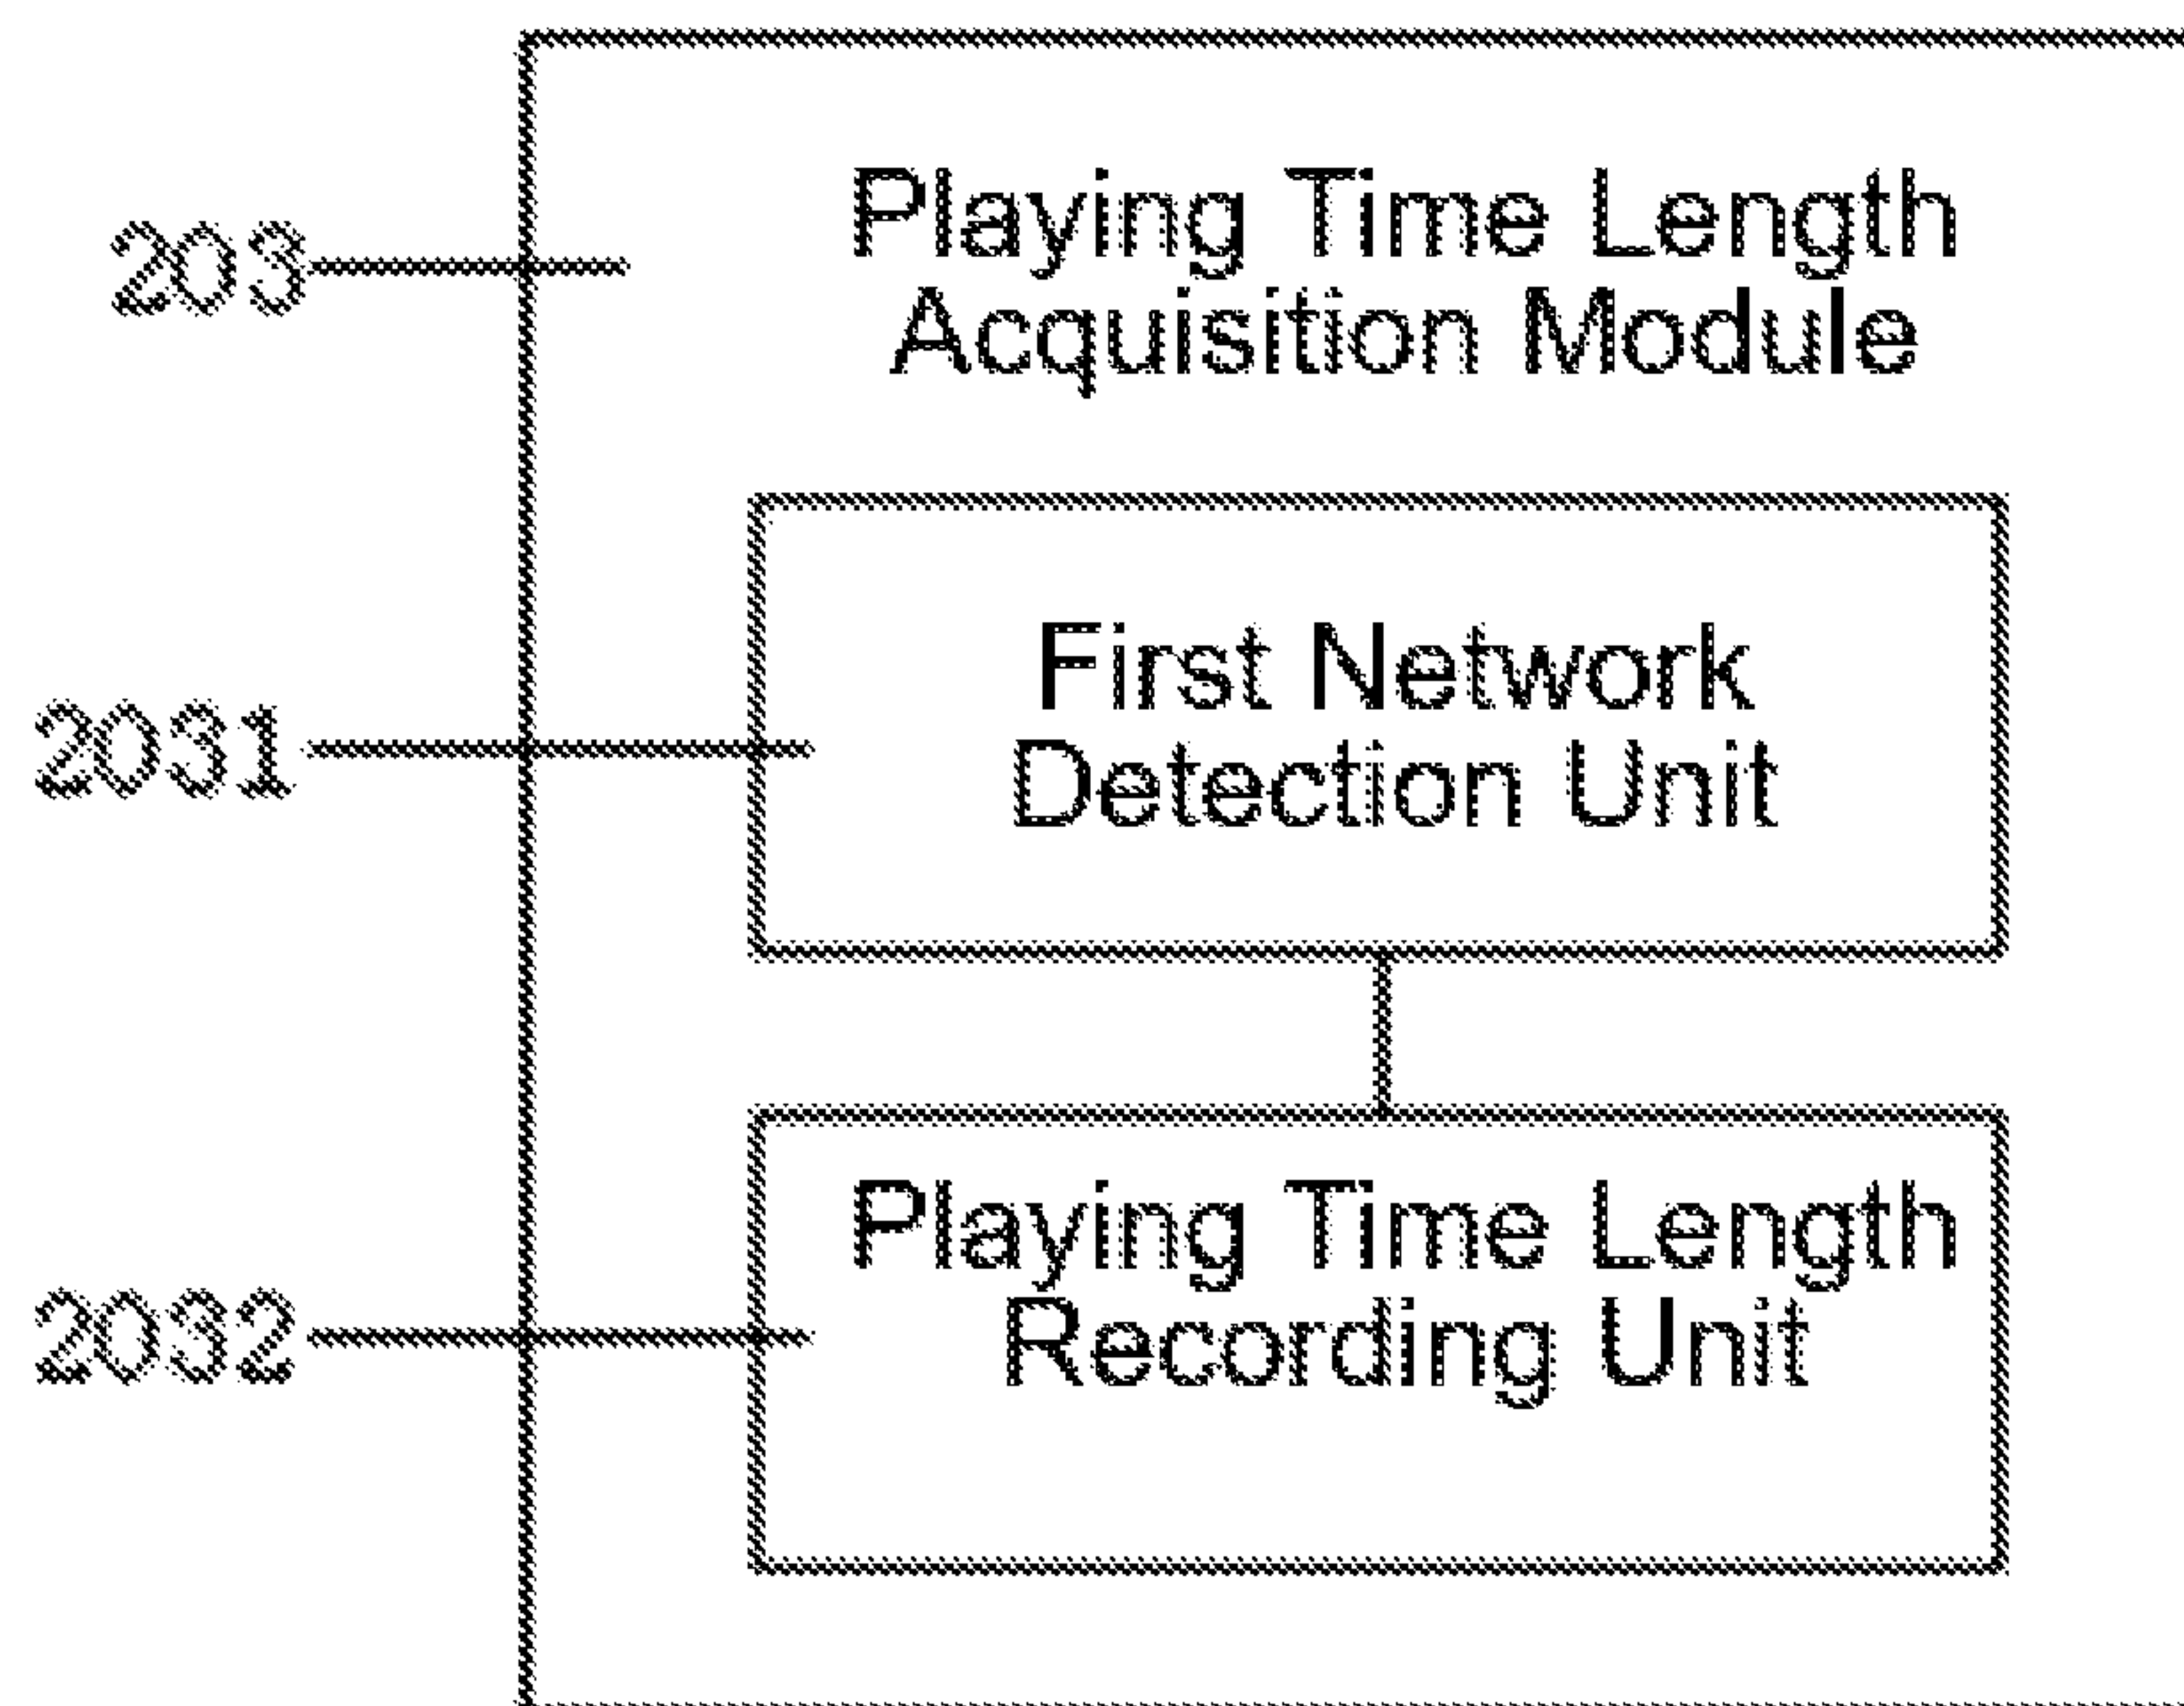 203
Playing Time Length
Acquisition Module
2031
First Network
Detection Unit
2032
Playing Time Length
Recording Unit